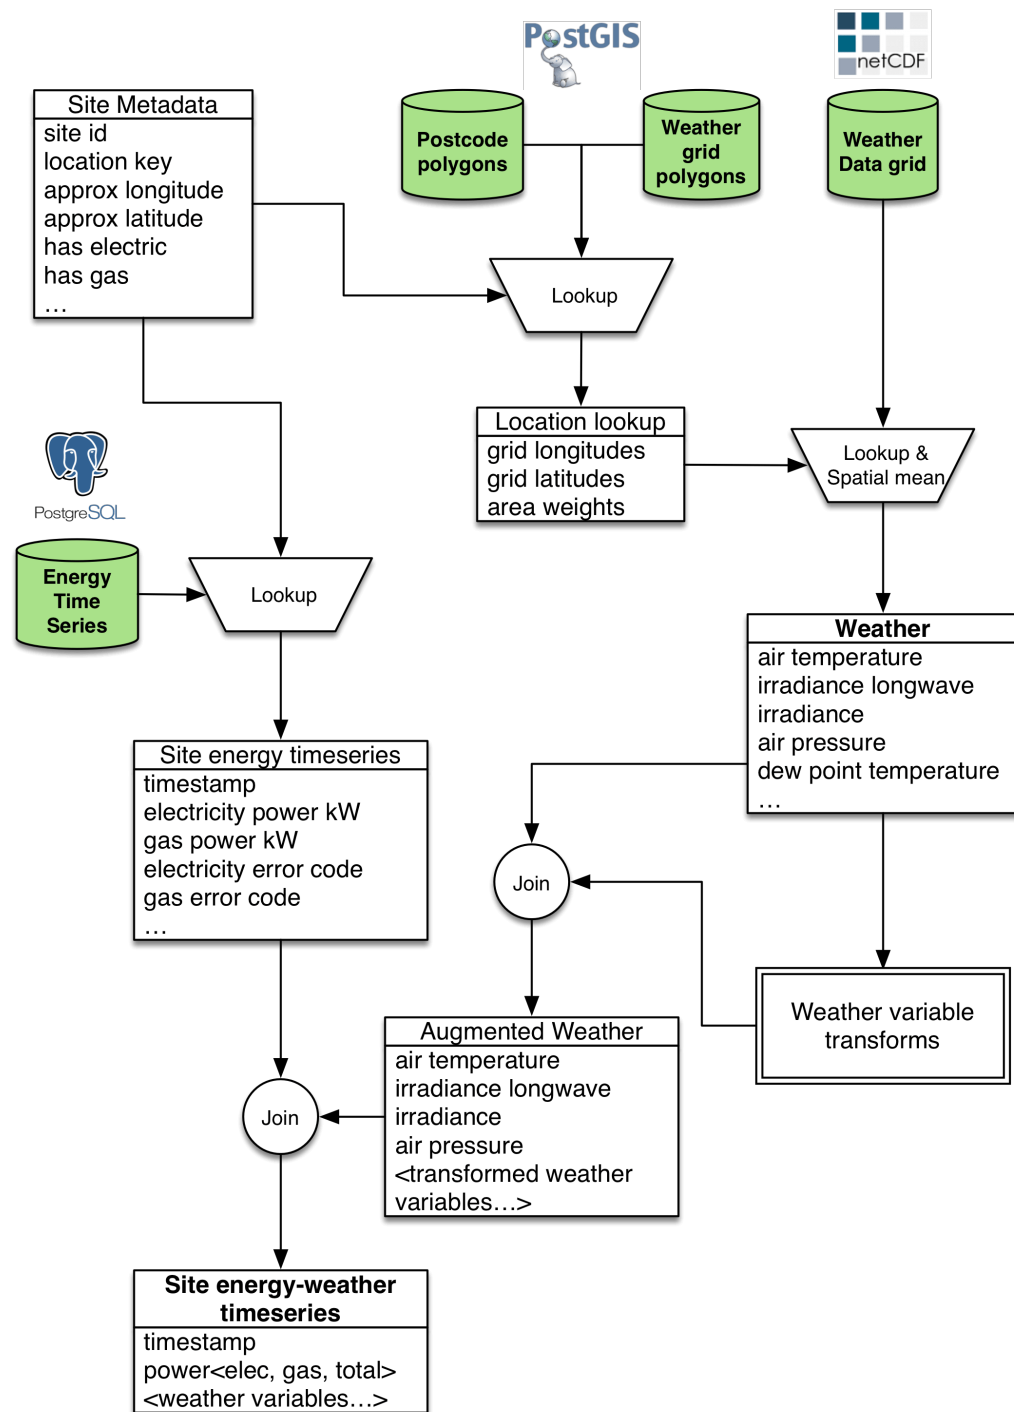 PostGIS
netCDF
Site Metadata
site id
location key
approx longitude
approx latitude
has electric
has gas
...
Postcode
polygons
Weather
grid
polygons
Weather
Data grid
Lookup
Location lookup
grid longitudes
grid latitudes
area weights
Lookup &
Spatial mean
PostgreSQL
Energy
Time
Series
Lookup
Weather
air temperature
irradiance longwave
irradiance
air pressure
dew point temperature
...
Site energy timeseries
timestamp
electricity power kW
gas power kW
electricity error code
gas error code
...
Join
Weather variable
transforms
Augmented Weather
air temperature
irradiance longwave
irradiance
air pressure
<transformed weather
variables...>
Join
Site energy-weather
timeseries
timestamp
power<elec, gas, total>
<weather variables...>